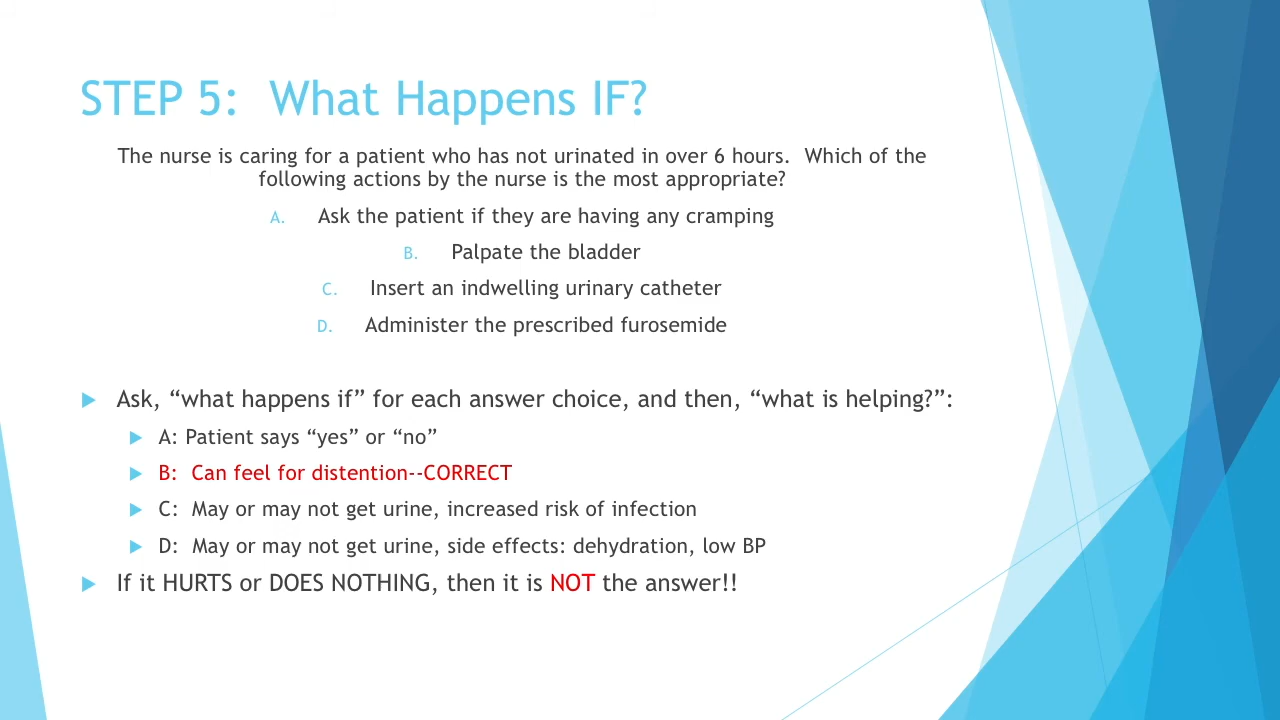 STEP 5:  What Happens IF?
The nurse is caring for a patient who has not urinated in over 6 hours.  Which of the
following actions by the nurse is the most appropriate?
A. Ask the patient if they are having any cramping
B. Palpate the bladder
C. Insert an indwelling urinary catheter
D. Administer the prescribed furosemide
Ask, “what happens if” for each answer choice, and then, “what is helping?”:
A: Patient says “yes” or “no”
B:  Can feel for distention--CORRECT
C:  May or may not get urine, increased risk of infection
D:  May or may not get urine, side effects: dehydration, low BP
If it HURTS or DOES NOTHING, then it is NOT the answer!!